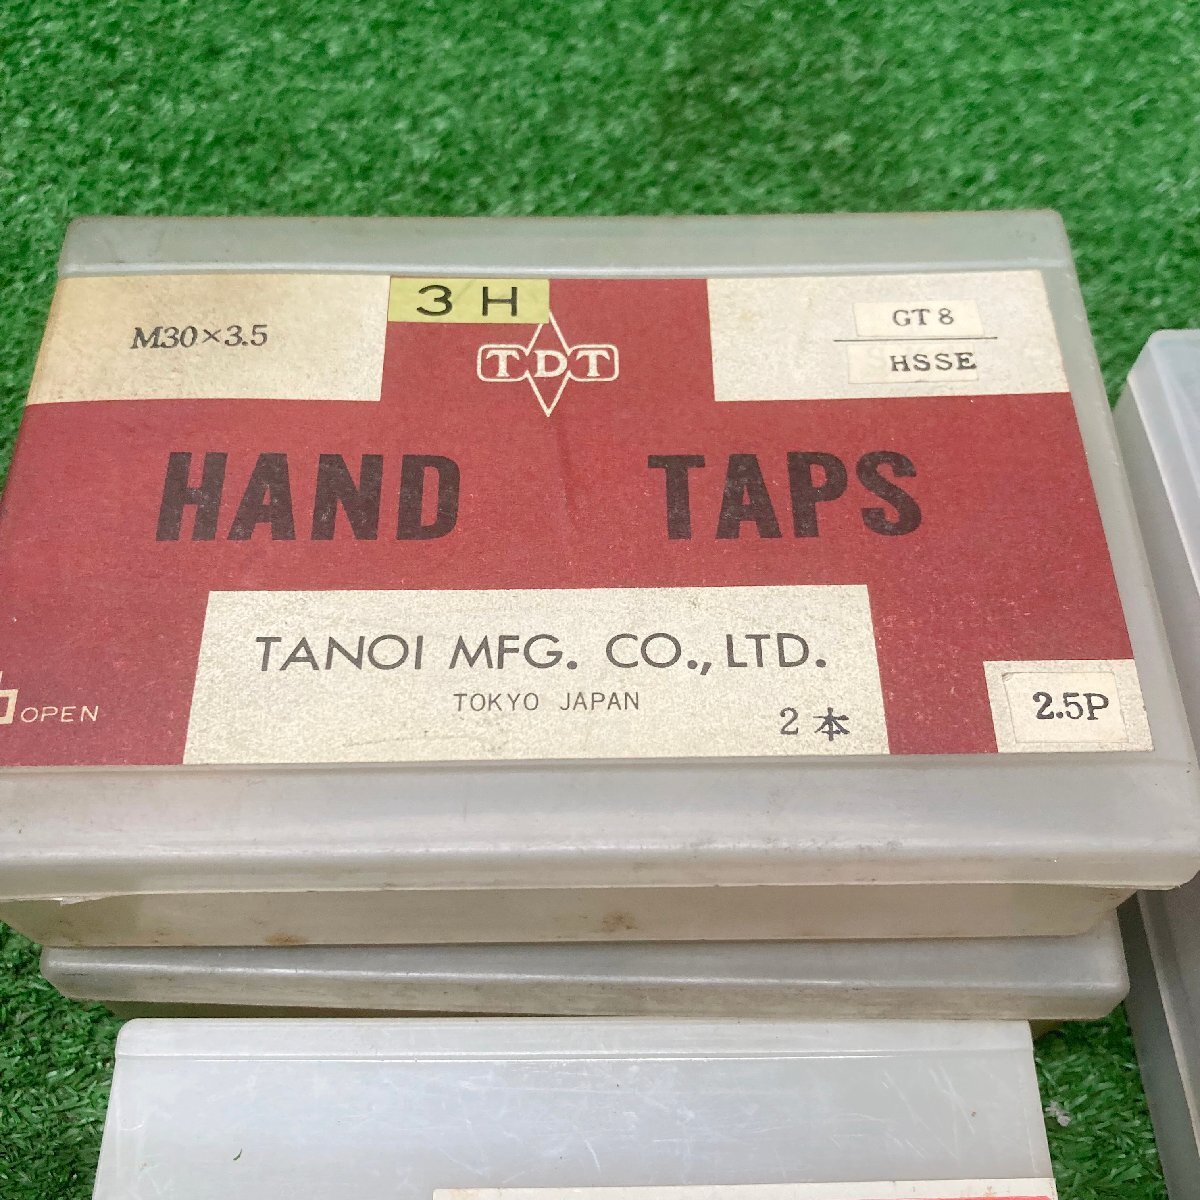 M30×3.5
3H
TDT
GT8
HSSE
HAND TAPS
TANOI MFG. CO., LTD.
TOKYO JAPAN
2本
OPEN
2.5P